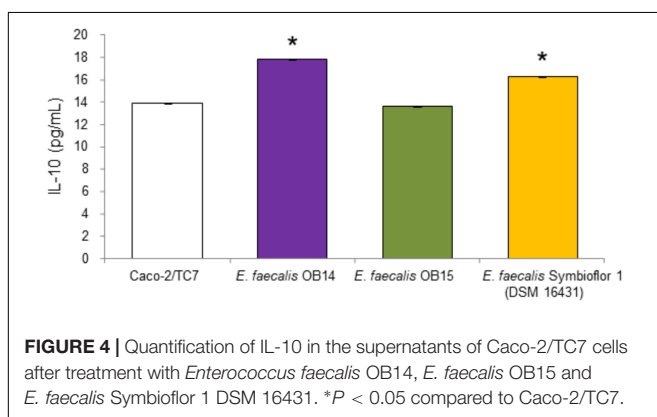 20
18
16
14
12
10
8
6
4
2
0
IL-10 (pg/mL)
*
*
Caco-2/TC7
E. faecalis OB14
E. faecalis OB15
E. faecalis Symbioflor 1
(DSM 16431)
FIGURE 4 | Quantification of IL-10 in the supernatants of Caco-2/TC7 cells
after treatment with Enterococcus faecalis OB14, E. faecalis OB15 and
E. faecalis Symbioflor 1 DSM 16431. *P < 0.05 compared to Caco-2/TC7.